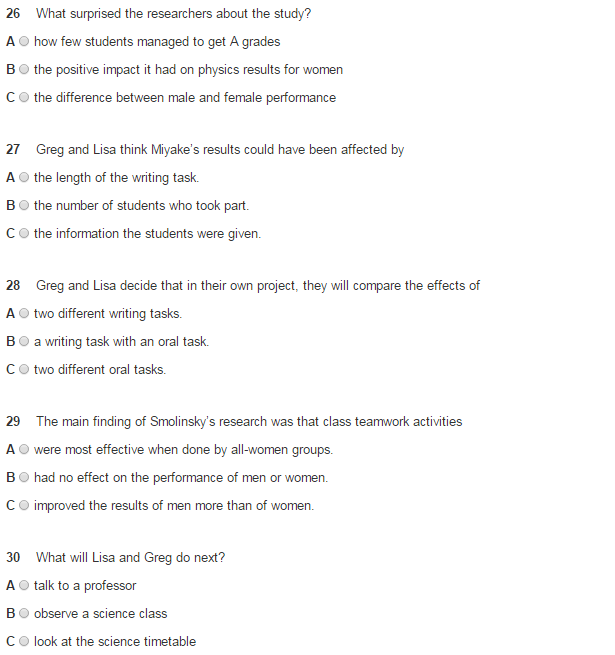 26 What surprised the researchers about the study?
A how few students managed to get A grades
B the positive impact it had on physics results for women
C the difference between male and female performance
27 Greg and Lisa think Miyake's results could have been affected by
A the length of the writing task.
B the number of students who took part.
C the information the students were given.
28 Greg and Lisa decide that in their own project, they will compare the effects of
A two different writing tasks.
B a writing task with an oral task.
C two different oral tasks.
29 The main finding of Smolinsky's research was that class teamwork activities
A were most effective when done by all-women groups.
B had no effect on the performance of men or women.
C improved the results of men more than of women.
30 What will Lisa and Greg do next?
A talk to a professor
B observe a science class
C look at the science timetable